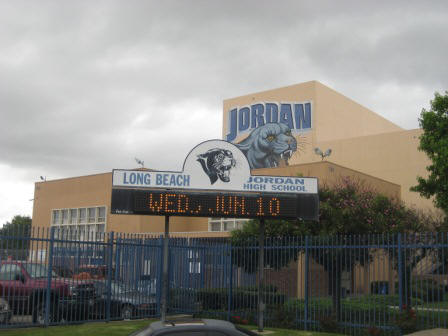 JORDAN
LONG BEACH JORDAN
HIGH SCHOOL
WED., JUN 10